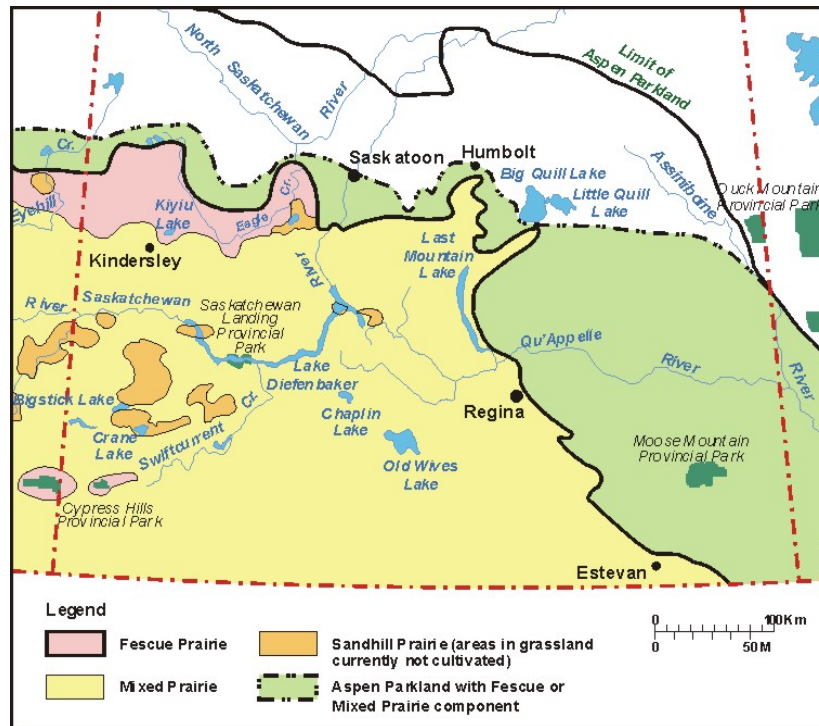 North
Saskatchewan
River
Limit of
Aspen Parkland
Cr.
Saskatoon
Humbolt
Big Quill Lake
Little Quill
Lake
Assiniboine
Duck Mountain
Provincial Park
Eyehill
Kiyiu
Lake
Eagle
Cr.
Kindersley
Last
Mountain
Lake
River
River
Saskatchewan
Saskatchewan
Landing
Provincial
Park
Qu'Appelle
River
River
Lake
Diefenbaker
Bigstick Lake
Crane
Lake
Swiftcurrent
Cr.
Chaplin
Lake
Regina
Old Wives
Lake
Moose Mountain
Provincial Park
Cypress Hills
Provincial Park
Estevan
Legend
Fescue Prairie
Mixed Prairie
Sandhill Prairie (areas in grassland
currently not cultivated)
Aspen Parkland with Fescue or
Mixed Prairie component
0 100Km
0 50M